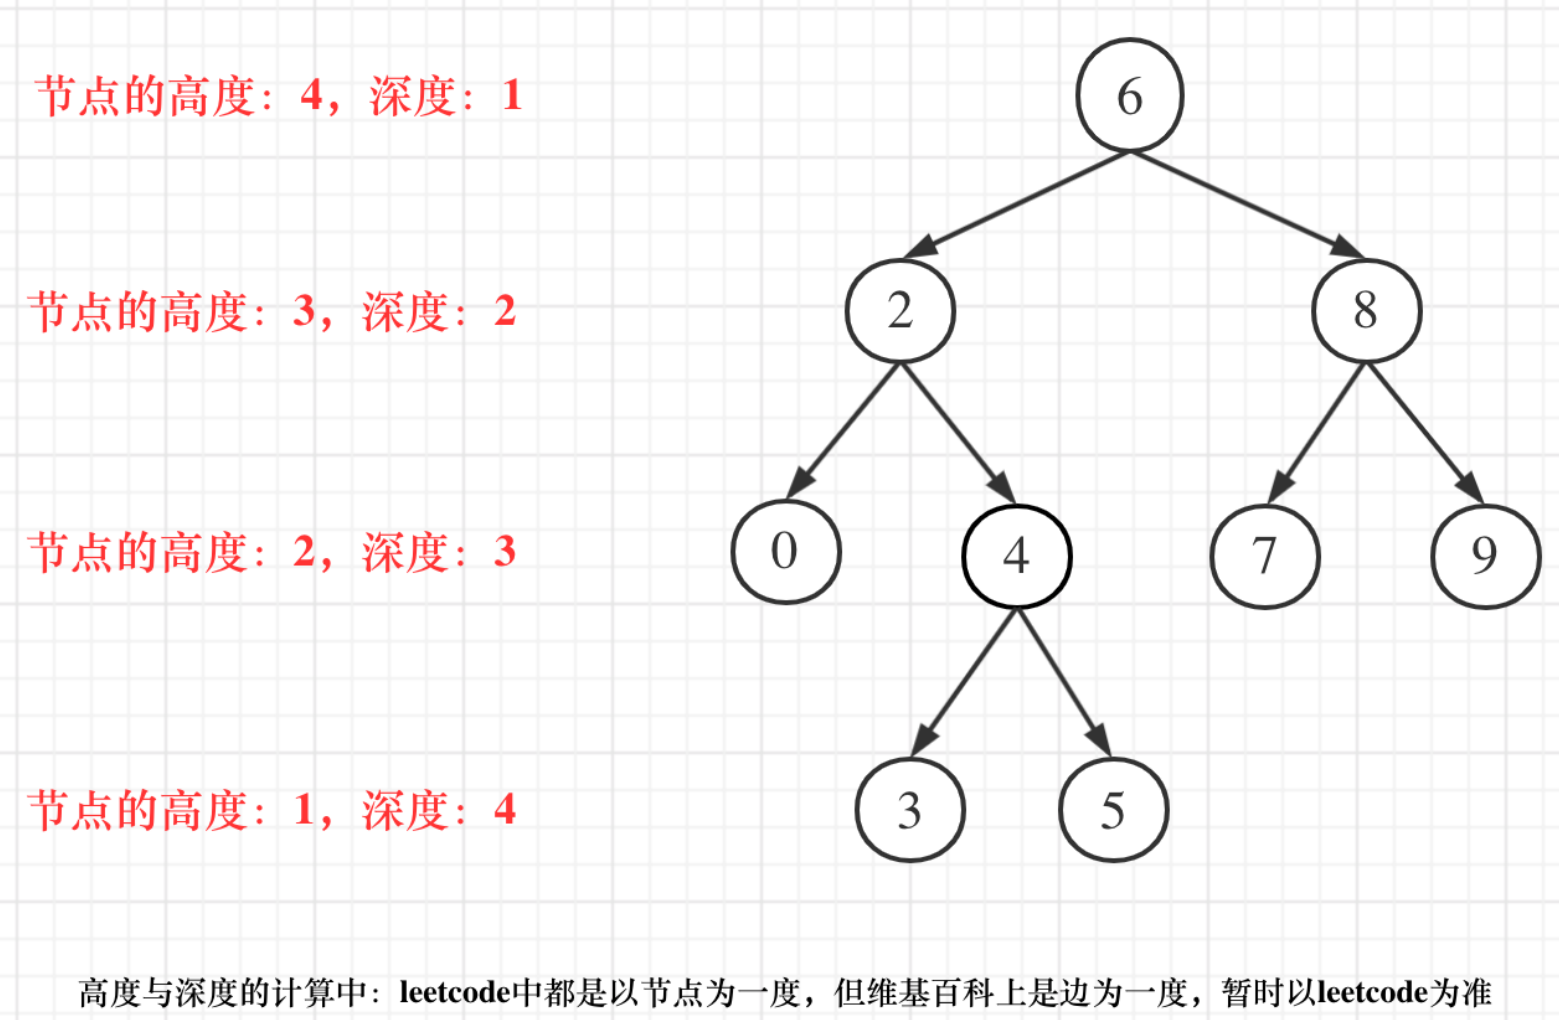 节点的高度：4，深度：1
6
节点的高度：3，深度：2
2
8
节点的高度：2，深度：3
0
4
7
9
节点的高度：1，深度：4
3
5
高度与深度的计算中：leetcode中都是以节点为一度，但维基百科上是边为一度，暂时以leetcode为准